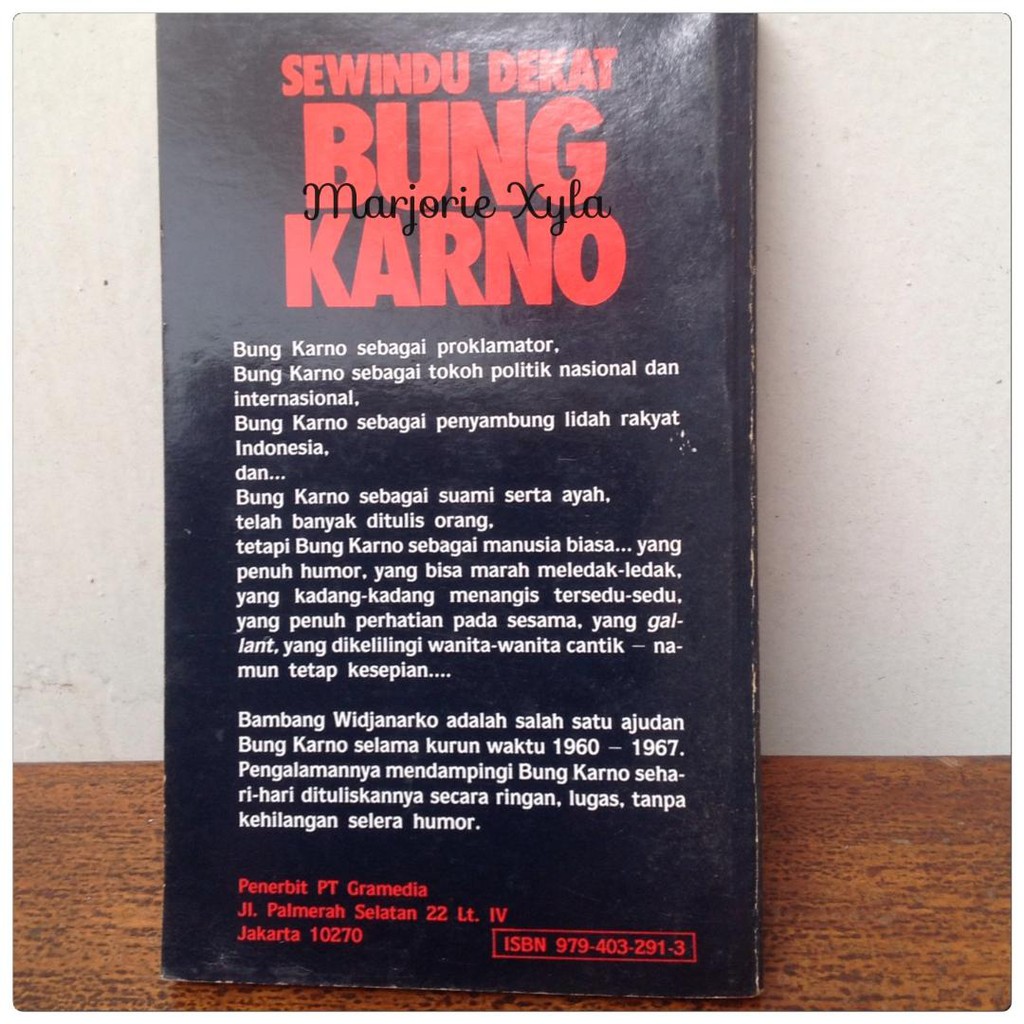 SEWINDU DEKAT
BUNG
Marjorie Xyla
KARNO
Bung Karno sebagai proklamator,
Bung Karno sebagai tokoh politik nasional dan
internasional,
Bung Karno sebagai penyambung lidah rakyat
Indonesia,
dan...
Bung Karno sebagai suami serta ayah,
telah banyak ditulis orang,
tetapi Bung Karno sebagai manusia biasa... yang
penuh humor, yang bisa marah meledak-ledak,
yang kadang-kadang menangis tersedu-sedu,
yang penuh perhatian pada sesama, yang gal-
lant, yang dikelilingi wanita-wanita cantik — na-
mun tetap kesepian....
Bambang Widjanarko adalah salah satu ajudan
Bung Karno selama kurun waktu 1960 — 1967.
Pengalamannya mendampingi Bung Karno seha-
ri-hari dituliskannya secara ringan, lugas, tanpa
kehilangan selera humor.
Penerbit PT Gramedia
Jl. Palmerah Selatan 22 Lt. IV
Jakarta 10270
ISBN 979-403-291-3